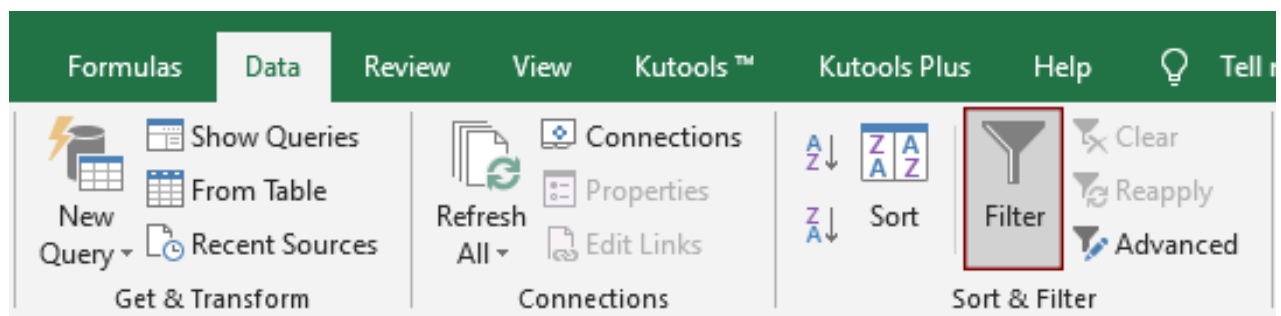 Formulas Data Review View Kutools ™ Kutools Plus Help Tell
New Query
Show Queries
From Table
Recent Sources
Get & Transform
Refresh All
Connections
Properties
Edit Links
Connections
A Z
Z A
Z A A Z
Sort
Filter
Clear
Reapply
Advanced
Sort & Filter